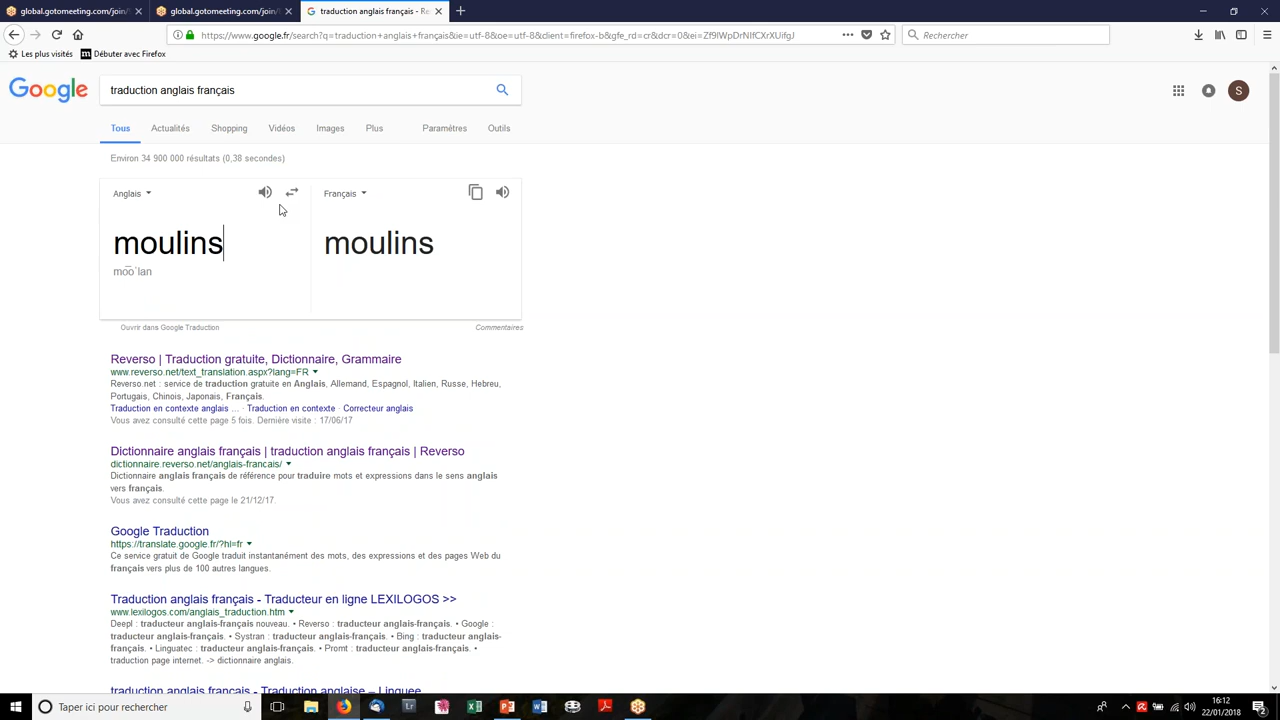 global.gotomeeting.com/join/
global.gotomeeting.com/join/
traduction anglais français - Re
https://www.google.fr/search?q=traduction+anglais+français&ie=utf-8&oe=utf-8&client=firefox-b&gfe_rd=cr&dcr=0&ei=Zf9IWpDrNIfCXrXUifgJ
Rechercher
Les plus visités
Débuter avec Firefox
Google
traduction anglais français
S
Tous Actualités Shopping Vidéos Images Plus Paramètres Outils
Environ 34 900 000 résultats (0,38 secondes)
Anglais
Français
moulins
moulins
mo͞oˈlan
Ouvrir dans Google Traduction
Commentaires
Reverso | Traduction gratuite, Dictionnaire, Grammaire
www.reverso.net/text_translation.aspx?lang=FR
Reverso.net : service de traduction gratuite en Anglais, Allemand, Espagnol, Italien, Russe, Hebreu,
Portugais, Chinois, Japonais, Français.
Traduction en contexte anglais ... · Traduction en contexte · Correcteur anglais
Vous avez consulté cette page 5 fois. Dernière visite : 17/06/17
Dictionnaire anglais français | traduction anglais français | Reverso
dictionnaire.reverso.net/anglais-francais/
Dictionnaire anglais français de référence pour traduire mots et expressions dans le sens anglais
vers français.
Vous avez consulté cette page le 21/12/17.
Google Traduction
https://translate.google.fr/?hl=fr
Ce service gratuit de Google traduit instantanément des mots, des expressions et des pages Web du
français vers plus de 100 autres langues.
Traduction anglais français - Traducteur en ligne LEXILOGOS >>
www.lexilogos.com/anglais_traduction.htm
Deepl : traducteur anglais-français nouveau. • Reverso : traducteur anglais-français. • Google :
traducteur anglais-français. • Systran : traducteur anglais-français. • Bing : traducteur anglais-
français. • Linguatec : traducteur anglais-français. • Promt : traducteur anglais-français. •
traduction page internet. -> dictionnaire anglais.
traduction anglais français - Traduction anglaise – Linguee
Taper ici pour rechercher
16:12
22/01/2018
2